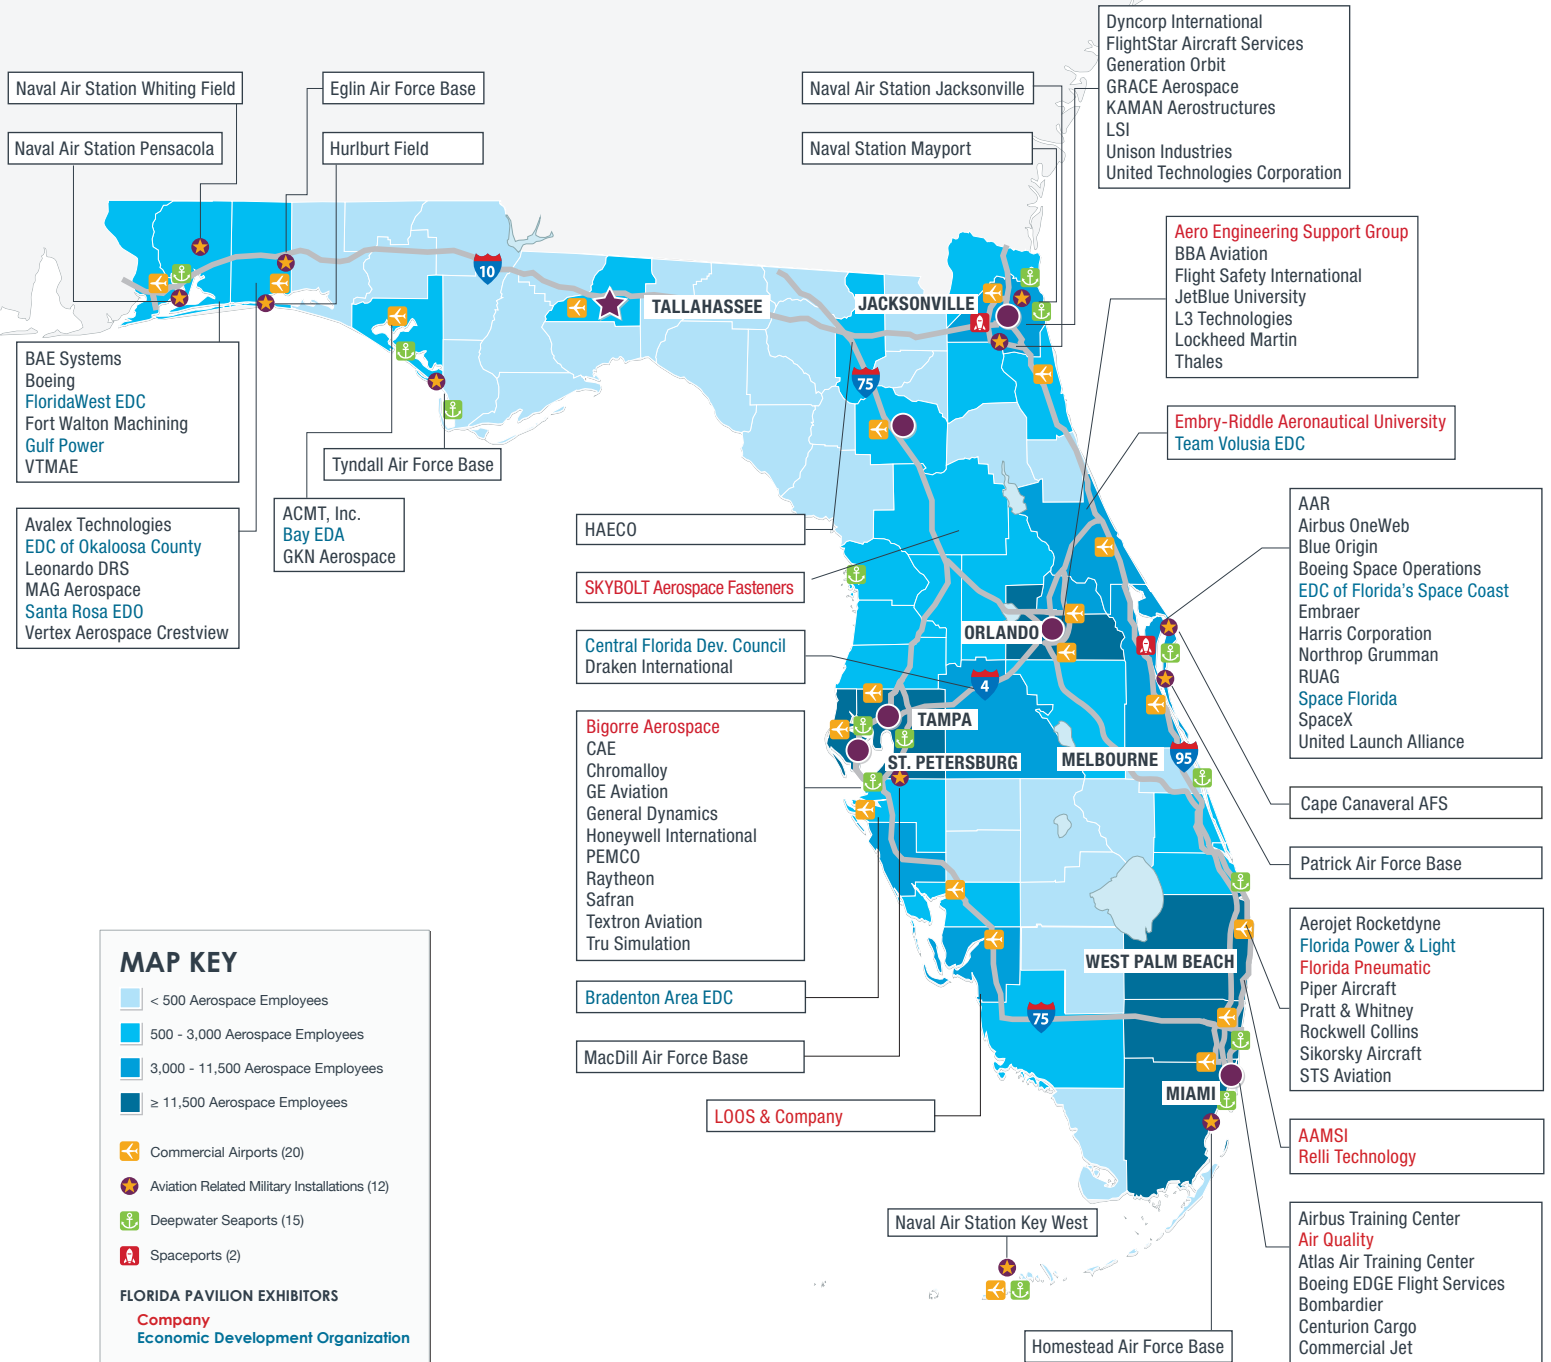 Dyncorp International
FlightStar Aircraft Services
Generation Orbit
GRACE Aerospace
KAMAN Aerostructures
LSI
Unison Industries
United Technologies Corporation
Naval Air Station Whiting Field
Eglin Air Force Base
Naval Air Station Jacksonville
Naval Air Station Pensacola
Hurlburt Field
Naval Station Mayport
Aero Engineering Support Group
BBA Aviation
Flight Safety International
JetBlue University
L3 Technologies
Lockheed Martin
Thales
10
TALLAHASSEE
JACKSONVILLE
75
BAE Systems
Boeing
FloridaWest EDC
Fort Walton Machining
Gulf Power
VTMAE
Tyndall Air Force Base
Embry-Riddle Aeronautical University
Team Volusia EDC
Avalex Technologies
EDC of Okaloosa County
Leonardo DRS
MAG Aerospace
Santa Rosa EDO
Vertex Aerospace Crestview
ACMT, Inc.
Bay EDA
GKN Aerospace
HAECO
SKYBOLT Aerospace Fasteners
Central Florida Dev. Council
Draken International
AAR
Airbus OneWeb
Blue Origin
Boeing Space Operations
EDC of Florida's Space Coast
Embraer
Harris Corporation
Northrop Grumman
RUAG
Space Florida
SpaceX
United Launch Alliance
ORLANDO
4
TAMPA
ST. PETERSBURG
MELBOURNE
95
Bigorre Aerospace
CAE
Chromalloy
GE Aviation
General Dynamics
Honeywell International
PEMCO
Raytheon
Safran
Textron Aviation
Tru Simulation
Cape Canaveral AFS
Patrick Air Force Base
Bradenton Area EDC
MacDill Air Force Base
LOOS & Company
WEST PALM BEACH
75
MIAMI
Aerojet Rocketdyne
Florida Power & Light
Florida Pneumatic
Piper Aircraft
Pratt & Whitney
Rockwell Collins
Sikorsky Aircraft
STS Aviation
AAMSI
Relli Technology
Naval Air Station Key West
Homestead Air Force Base
Airbus Training Center
Air Quality
Atlas Air Training Center
Boeing EDGE Flight Services
Bombardier
Centurion Cargo
Commercial Jet
MAP KEY
< 500 Aerospace Employees
500 - 3,000 Aerospace Employees
3,000 - 11,500 Aerospace Employees
≥ 11,500 Aerospace Employees
Commercial Airports (20)
Aviation Related Military Installations (12)
Deepwater Seaports (15)
Spaceports (2)
FLORIDA PAVILION EXHIBITORS
Company
Economic Development Organization